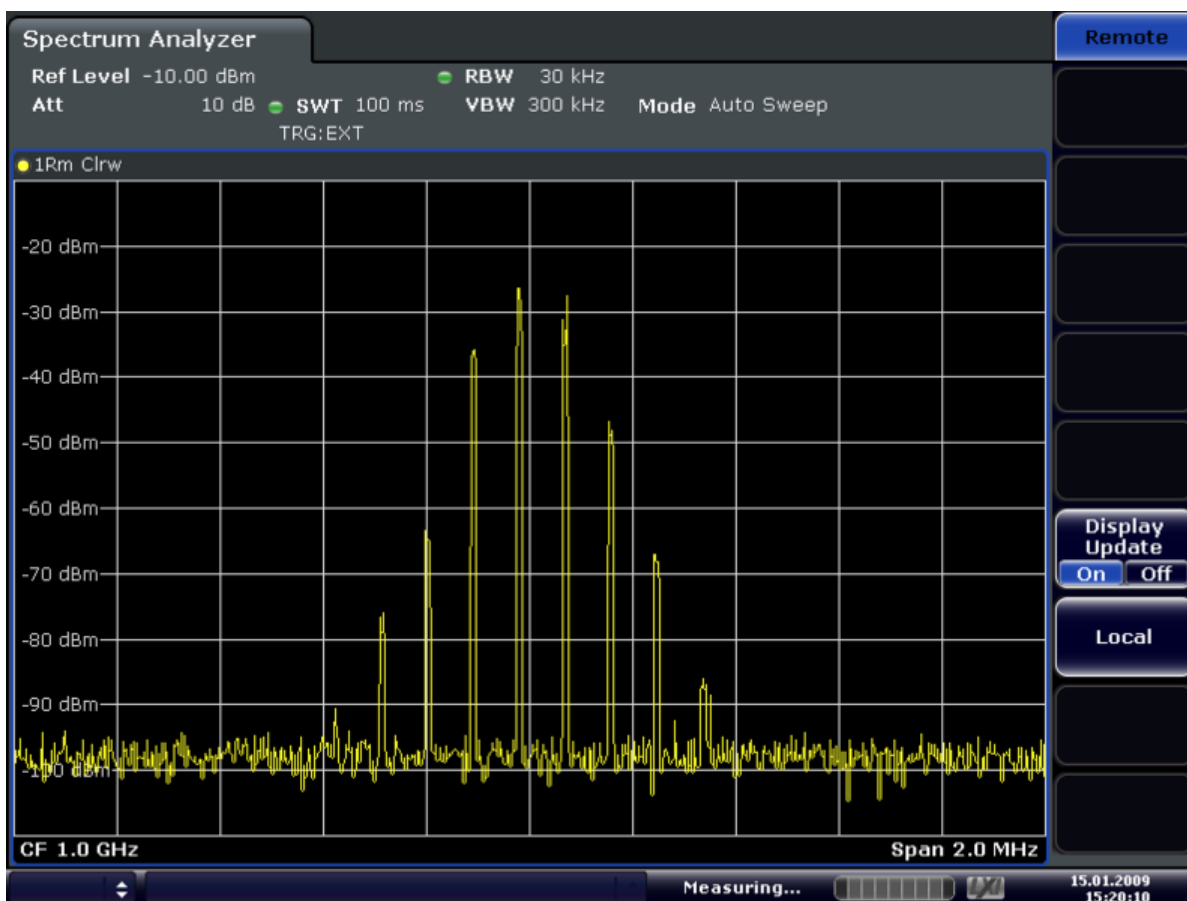 Spectrum Analyzer
Remote
Ref Level -10.00 dBm RBW 30 kHz
Att 10 dB SWT 100 ms VBW 300 kHz Mode Auto Sweep
TRG:EXT
1Rm Clrw
-20 dBm
-30 dBm
-40 dBm
-50 dBm
-60 dBm
Display
Update
On Off
-70 dBm
Local
-80 dBm
-90 dBm
-100 dBm
CF 1.0 GHz Span 2.0 MHz
Measuring... LXI 15.01.2009
15:20:10